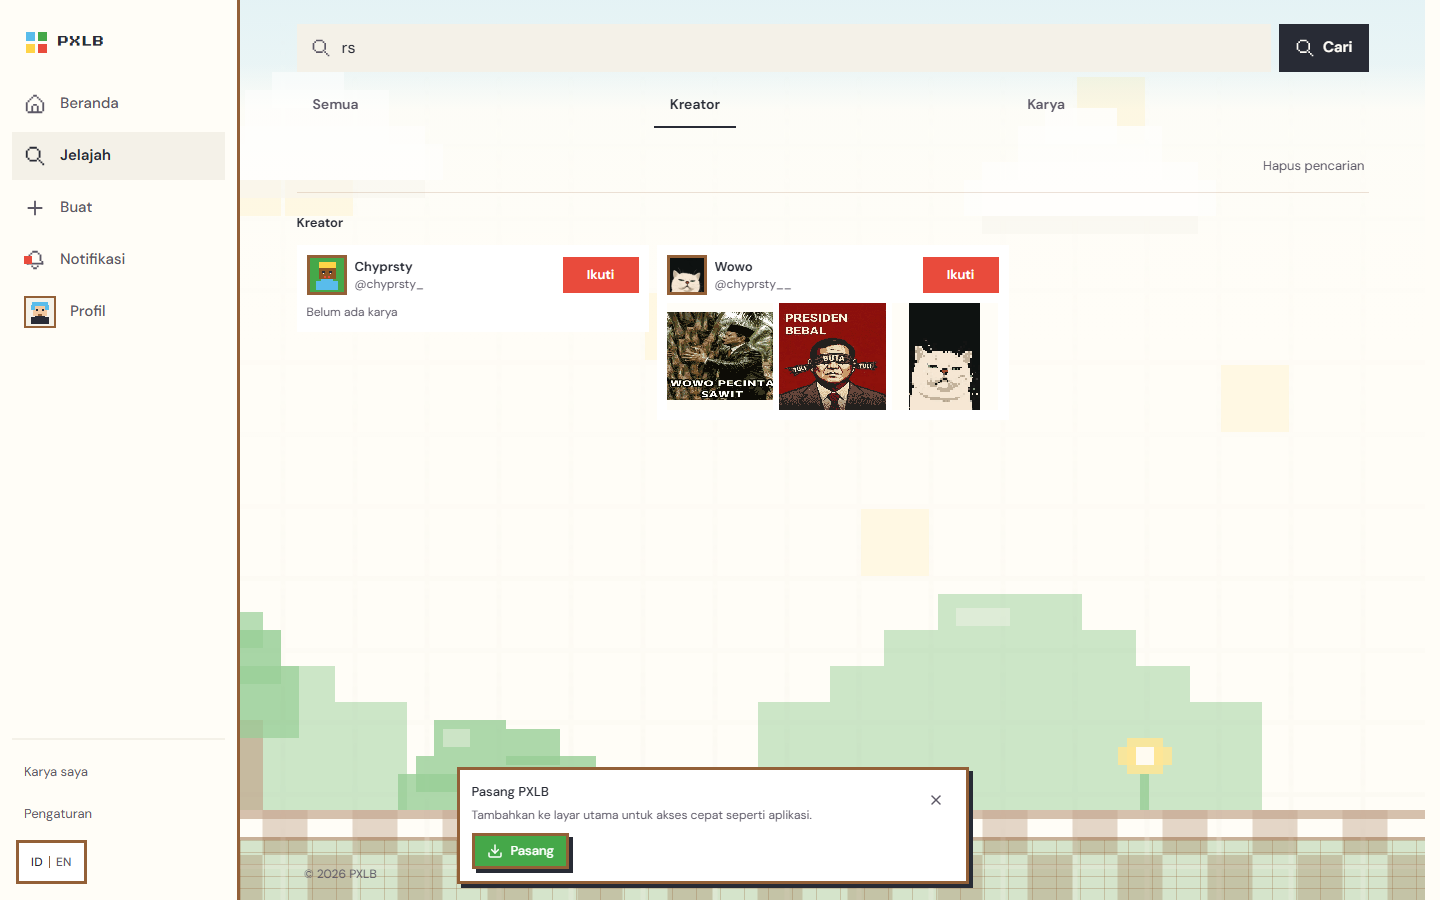 PXLB
Beranda
Jelajah
Buat
Notifikasi
Profil
Karya saya
Pengaturan
ID | EN
rs
Cari
Semua
Kreator
Karya
Hapus pencarian
Kreator
Chyprsty
@chyprsty_
Ikuti
Belum ada karya
Wowo
@chyprsty__
Ikuti
WOWO PECINTA
SAWIT
PRESIDEN
BEBAL
BUTA
TULI
TULI
Pasang PXLB
Tambahkan ke layar utama untuk akses cepat seperti aplikasi.
Pasang
© 2026 PXLB